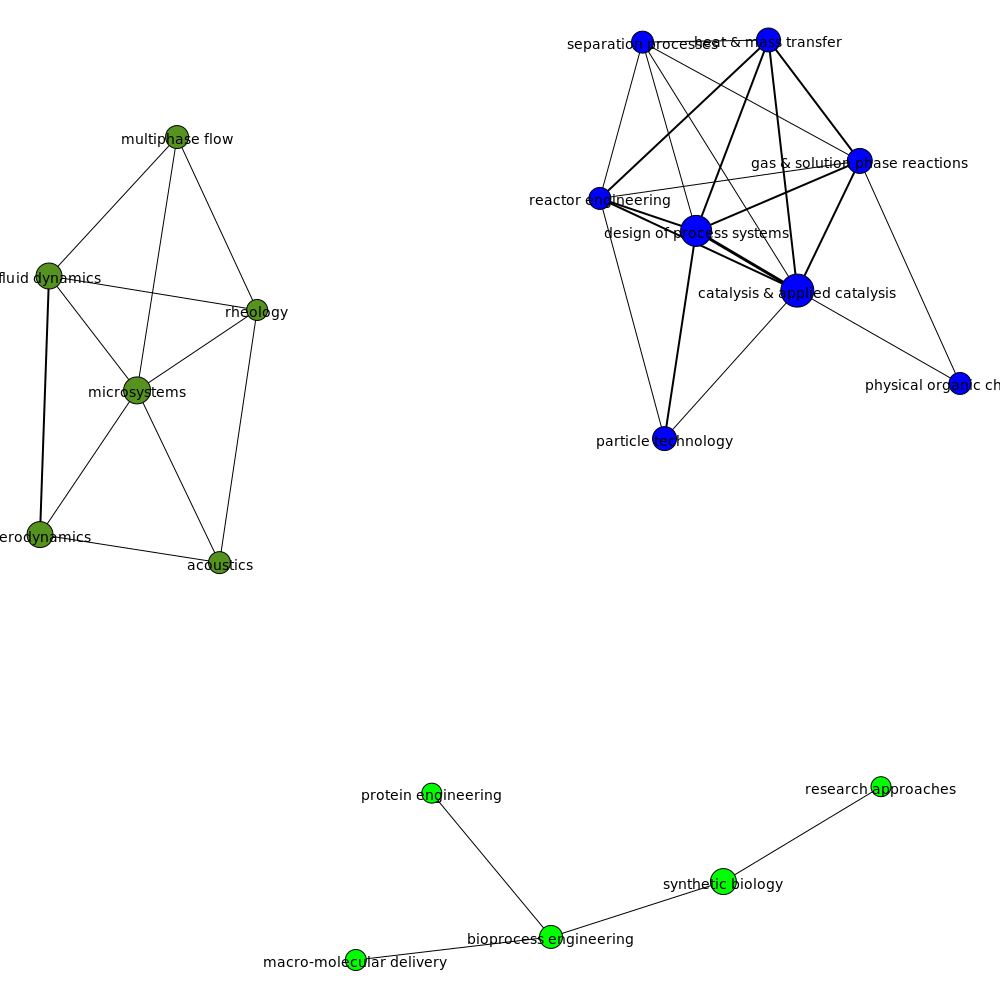 separation processes
heat & mass transfer
multiphase flow
gas & solution phase reactions
reactor engineering
design of process systems
fluid dynamics
catalysis & applied catalysis
rheology
physical organic ch
microsystems
particle technology
erodynamics
acoustics
research approaches
protein engineering
synthetic biology
bioprocess engineering
macro-molecular delivery